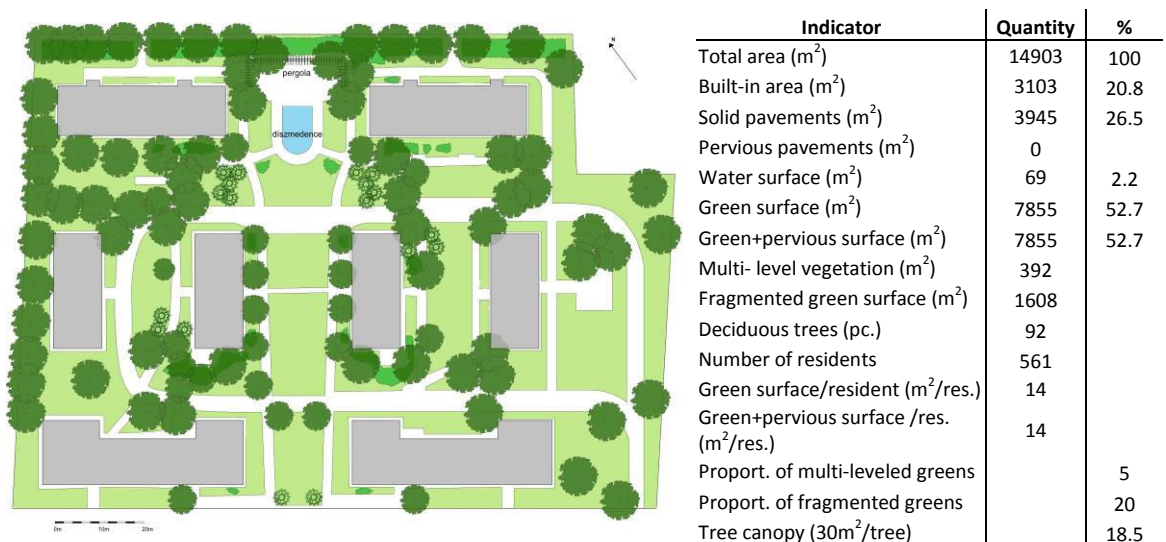 N
pergola
díszmedence
0m 10m 20m
Indicator Quantity %
Total area (m²) 14903 100
Built-in area (m²) 3103 20.8
Solid pavements (m²) 3945 26.5
Pervious pavements (m²) 0
Water surface (m²) 69 2.2
Green surface (m²) 7855 52.7
Green+pervious surface (m²) 7855 52.7
Multi- level vegetation (m²) 392
Fragmented green surface (m²) 1608
Deciduous trees (pc.) 92
Number of residents 561
Green surface/resident (m²/res.) 14
Green+pervious surface /res.
(m²/res.) 14
Proport. of multi-leveled greens 5
Proport. of fragmented greens 20
Tree canopy (30m²/tree) 18.5